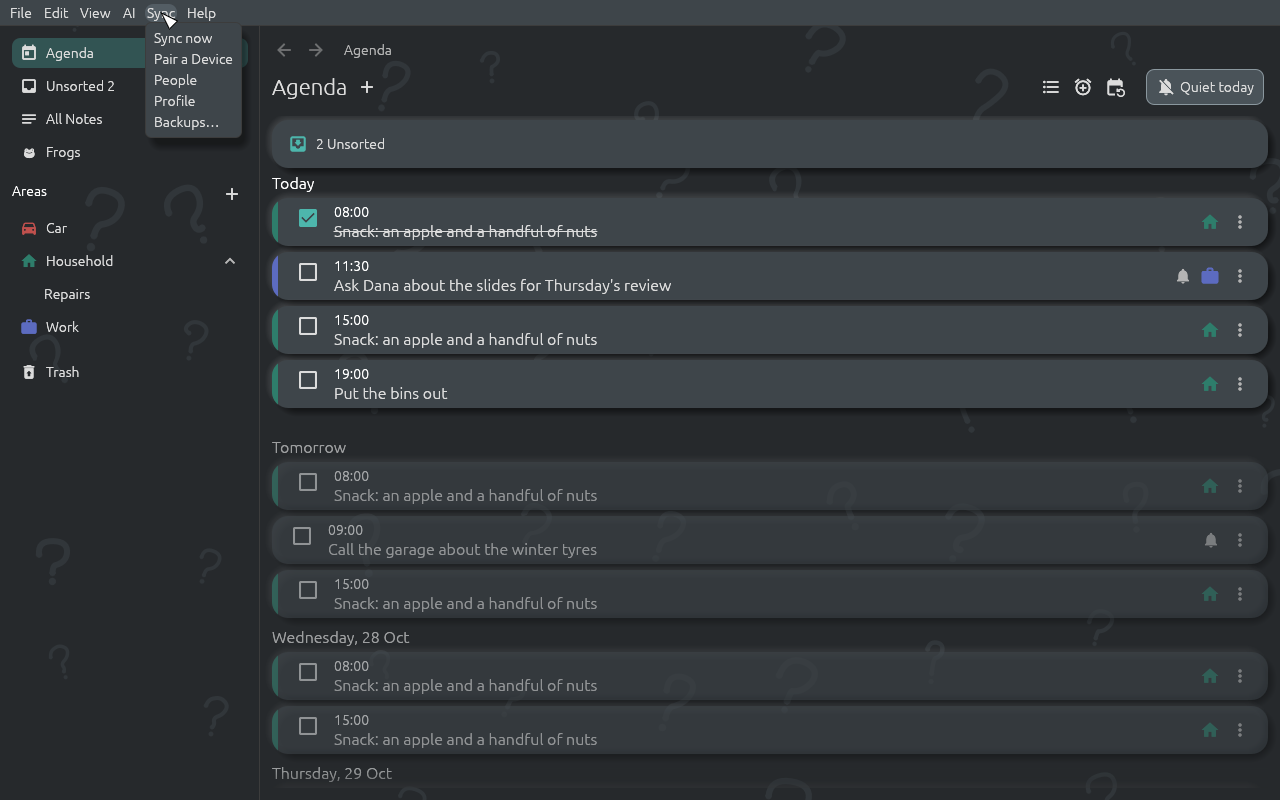 File Edit View AI Sync Help
Sync now
Pair a Device
People
Profile
Backups…
Agenda
Unsorted 2
All Notes
Frogs
Areas
Car
Household
Repairs
Work
Trash
Agenda
Agenda
Quiet today
2 Unsorted
Today
08:00
Snack: an apple and a handful of nuts
11:30
Ask Dana about the slides for Thursday's review
15:00
Snack: an apple and a handful of nuts
19:00
Put the bins out
Tomorrow
08:00
Snack: an apple and a handful of nuts
09:00
Call the garage about the winter tyres
15:00
Snack: an apple and a handful of nuts
Wednesday, 28 Oct
08:00
Snack: an apple and a handful of nuts
15:00
Snack: an apple and a handful of nuts
Thursday, 29 Oct